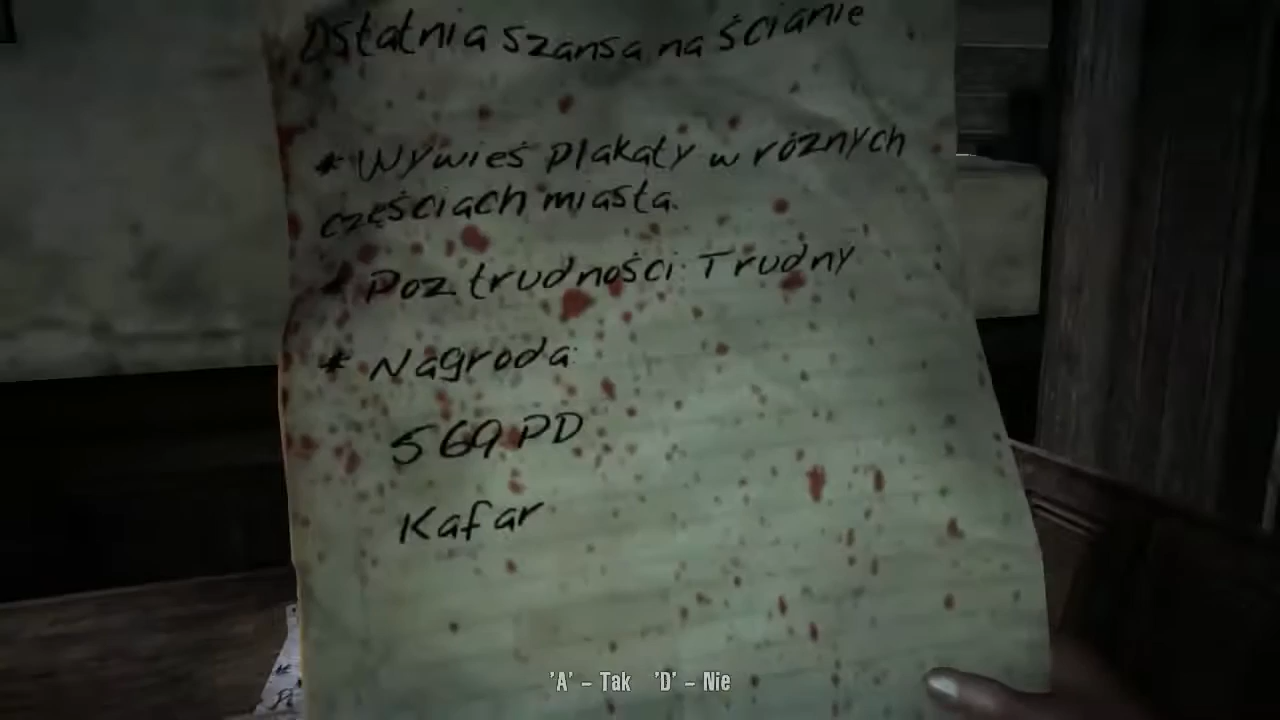 Ostatnia szansa na ścianie
* Wywieś plakaty w różnych
częściach miasta.
* Poz trudności: Trudny
* Nagroda:
569 PD
Kafar
'A' – Tak 'D' – Nie